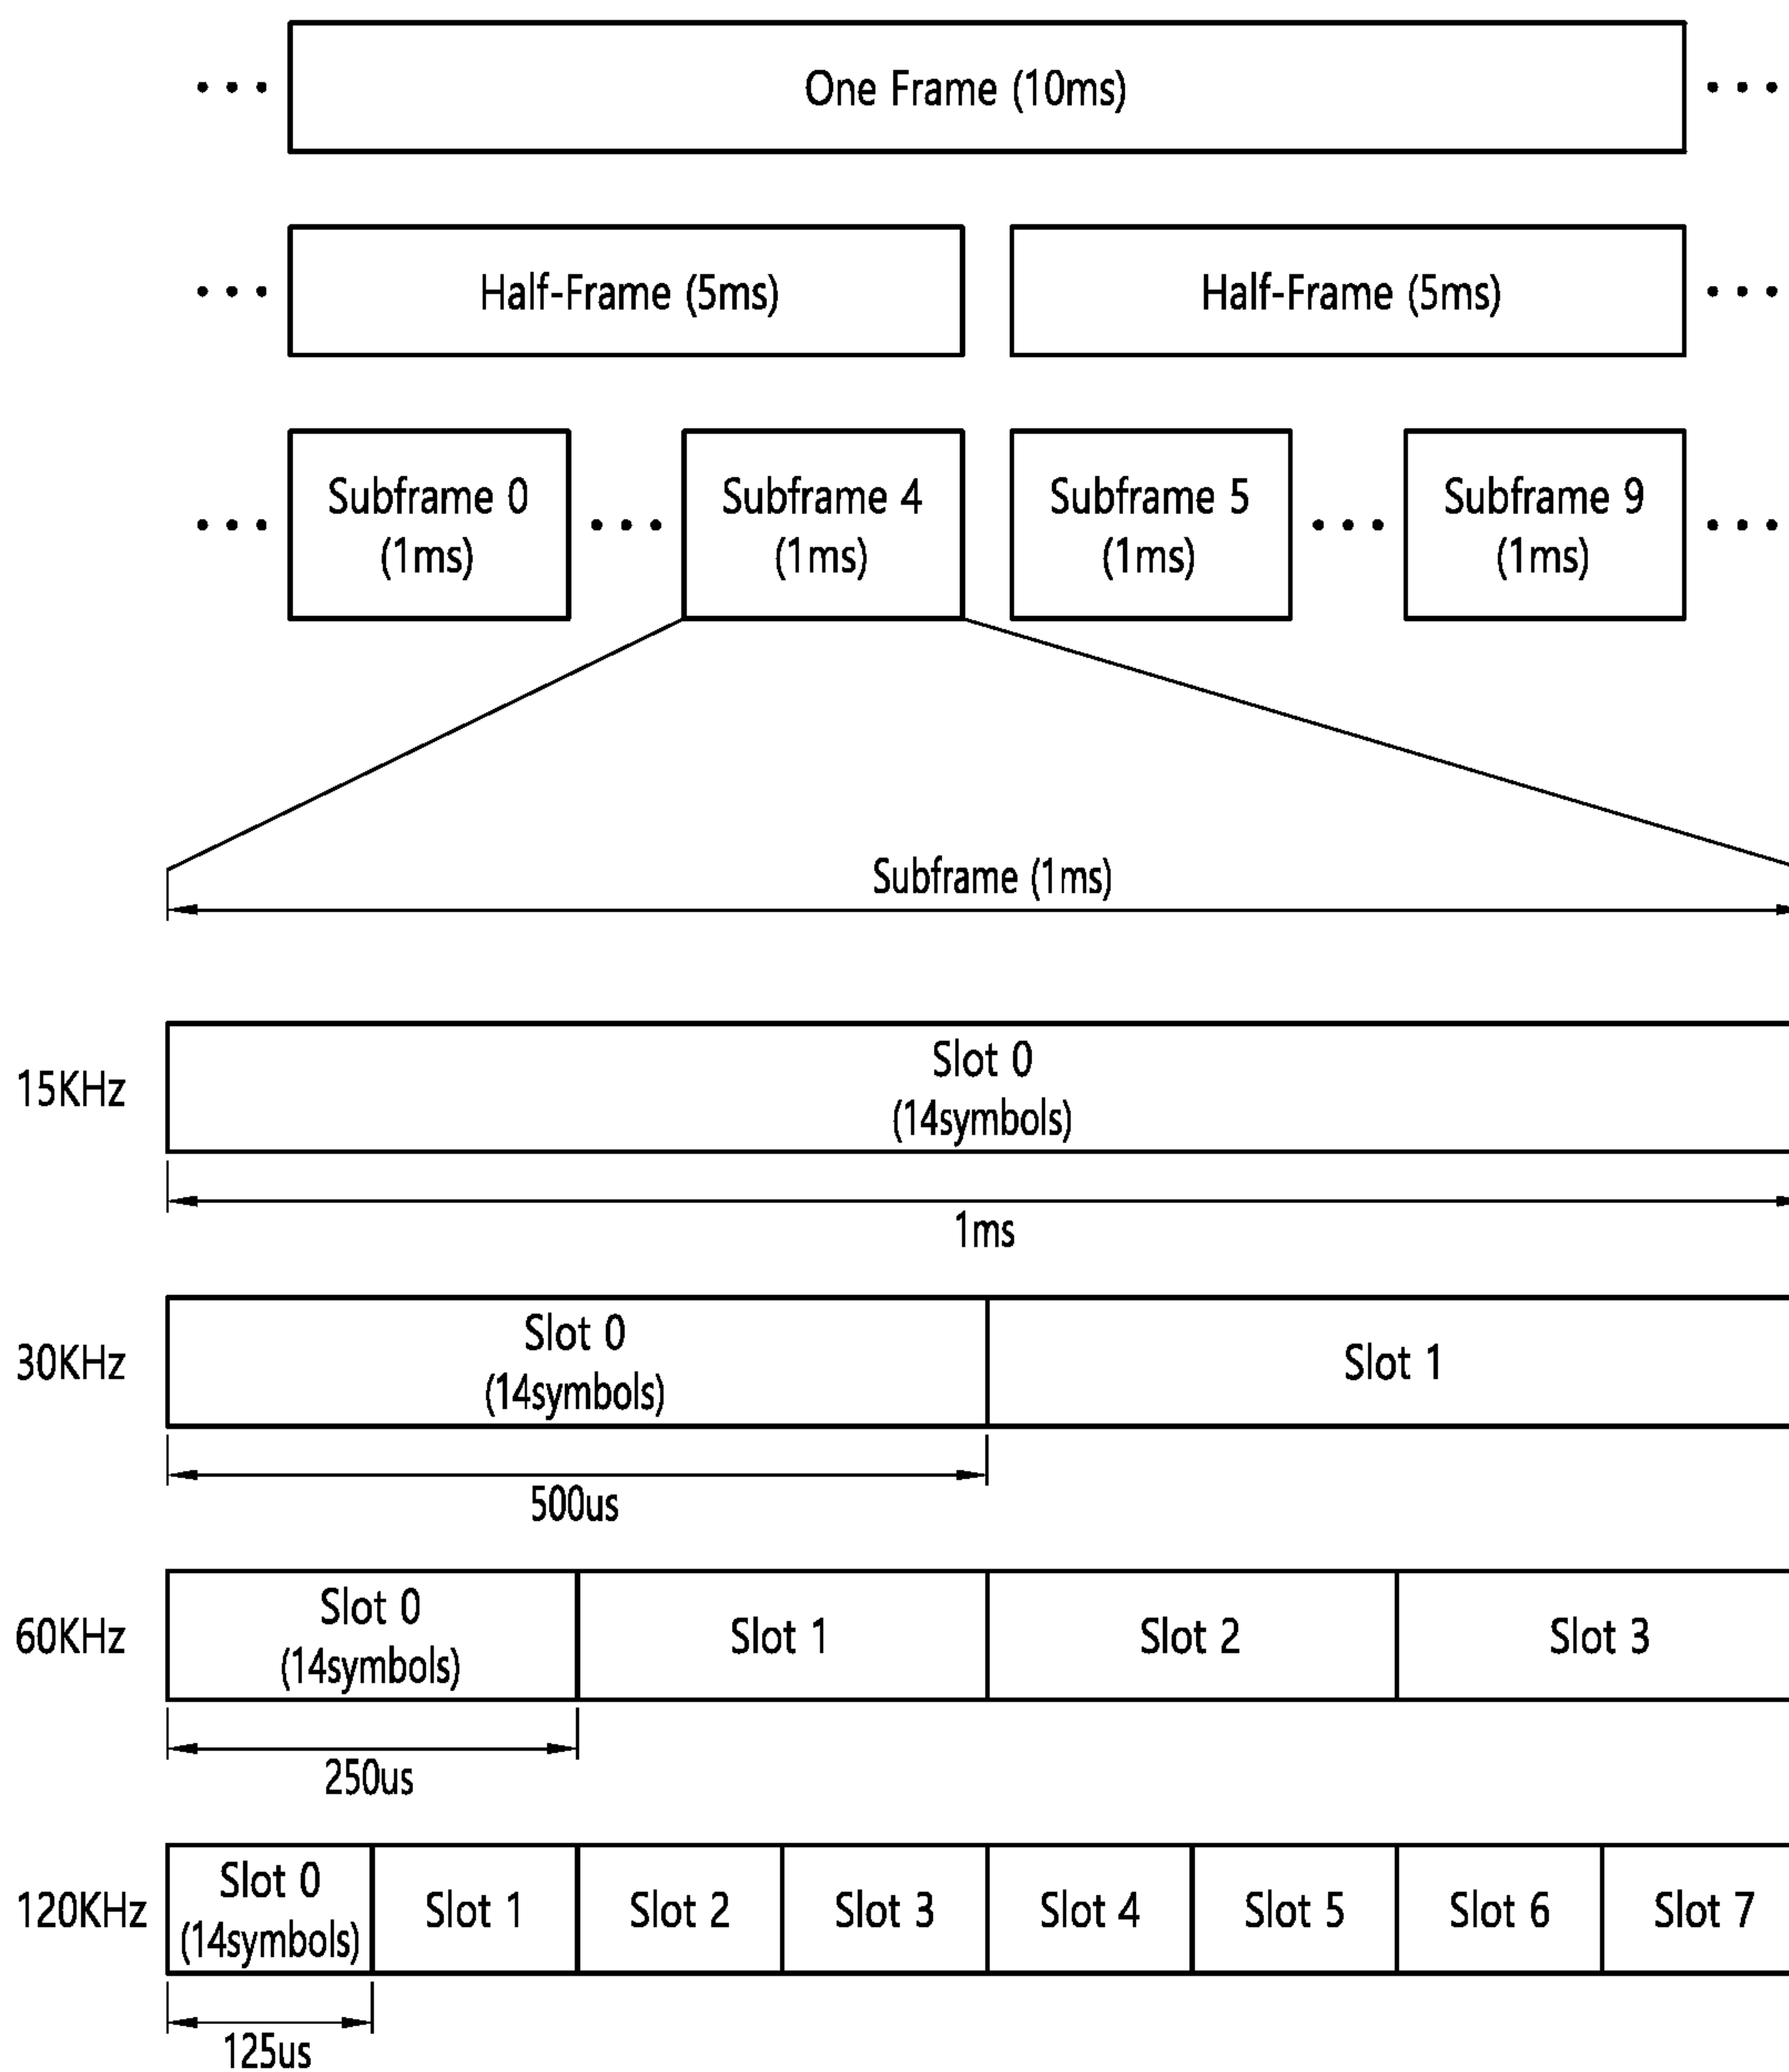 One Frame (10ms)
Half-Frame (5ms) Half-Frame (5ms)
Subframe 0 Subframe 4 Subframe 5 Subframe 9
(1ms) (1ms) (1ms) (1ms)
Subframe (1ms)
Slot 0
15KHz
(14symbols)
1ms
Slot 0
30KHz Slot 1
(14symbols)
500us
Slot 0
60KHz Slot 1 Slot 2 Slot 3
(14symbols)
250us
Slot 0
120KHz Slot 1 Slot 2 Slot 3 Slot 4 Slot 5 Slot 6 Slot 7
(14symbols)
125us